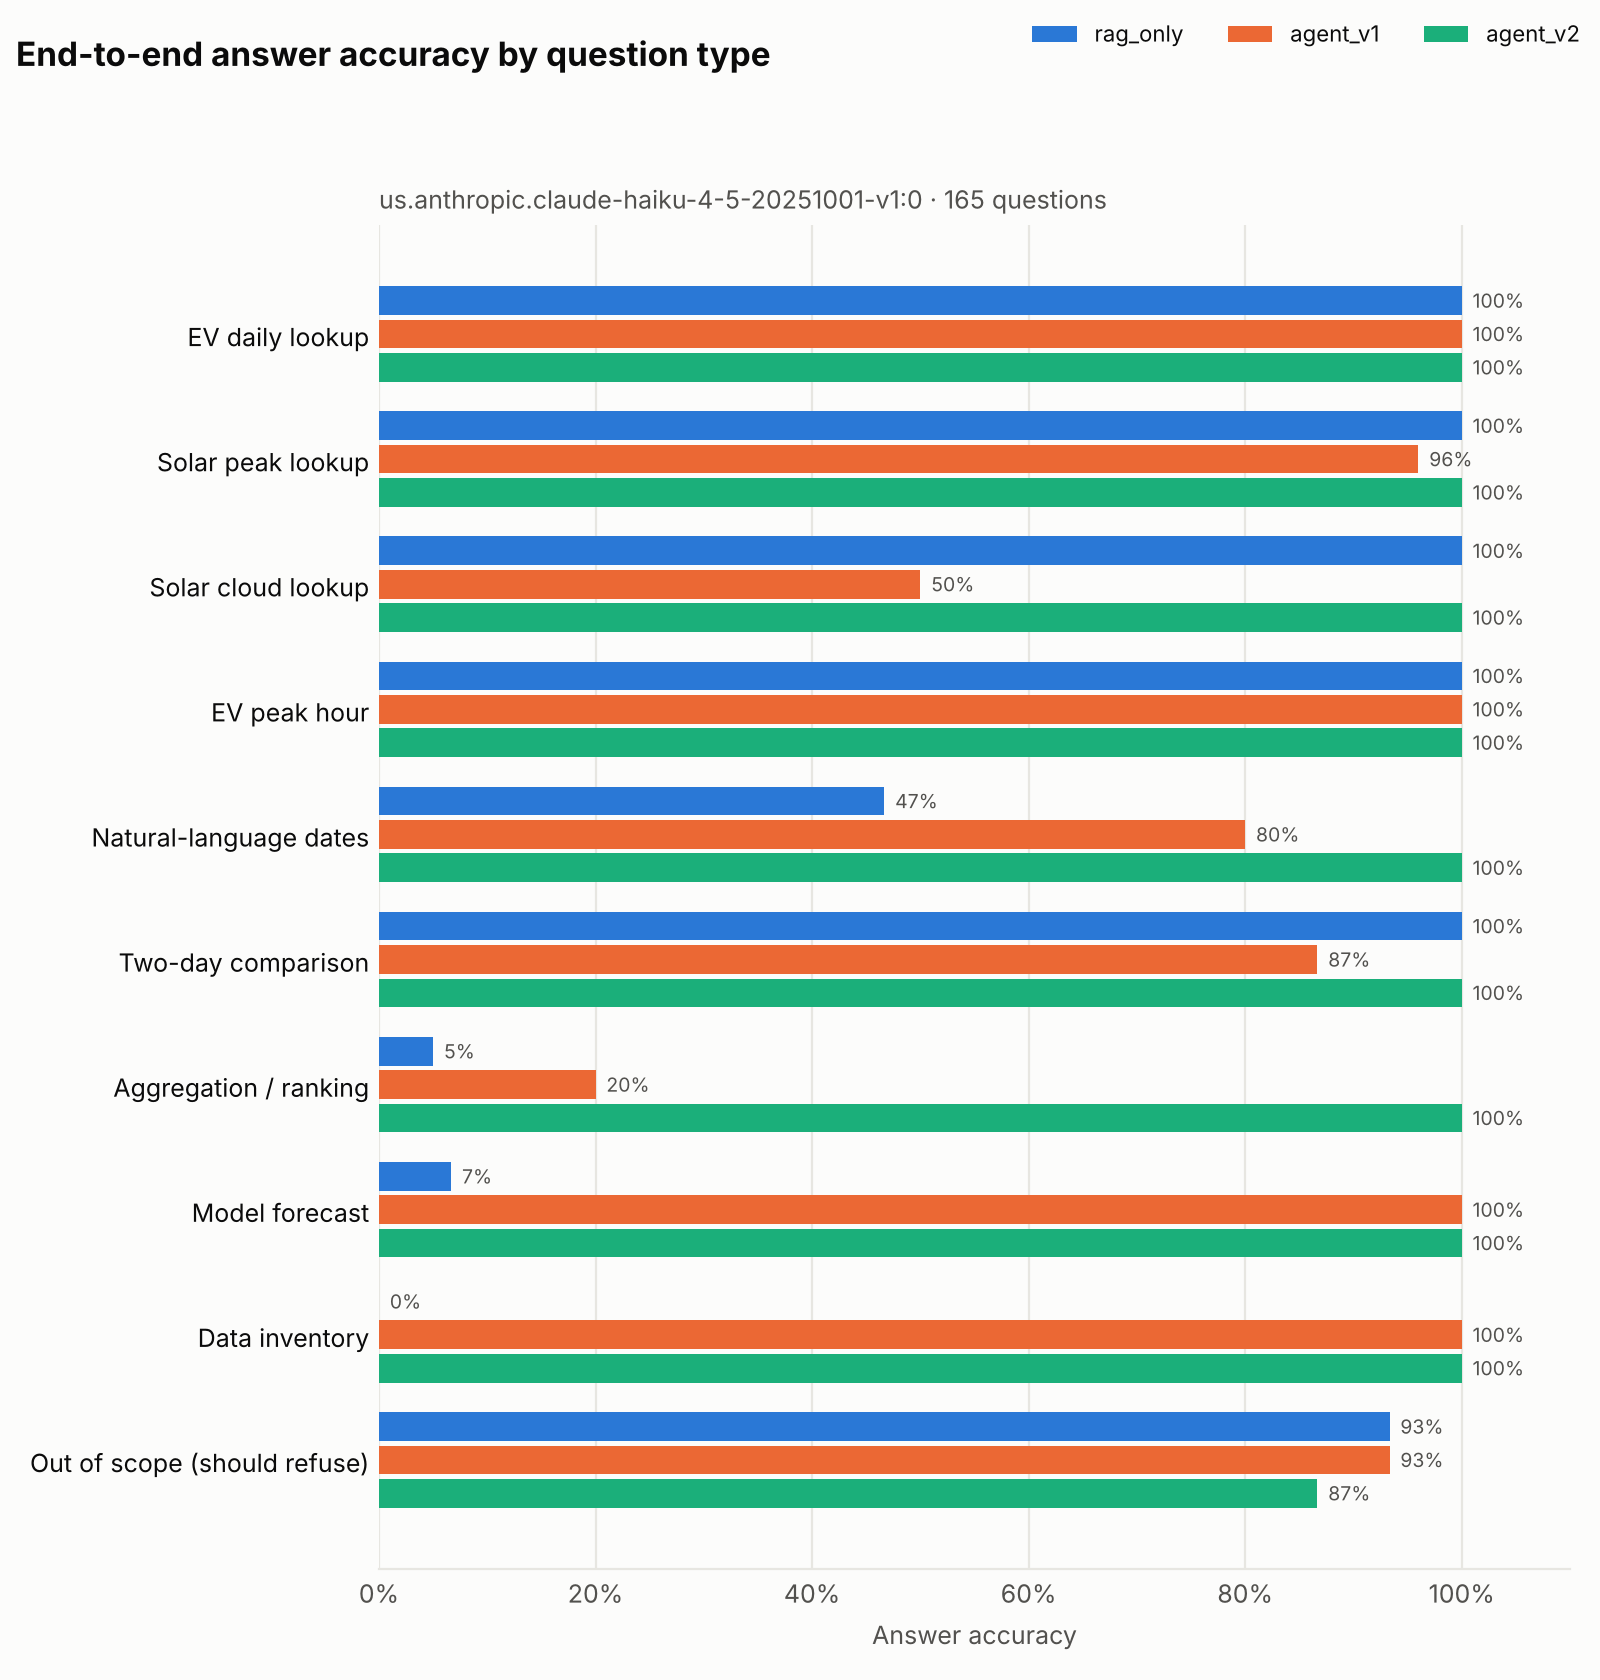 End-to-end answer accuracy by question type
rag_only agent_v1 agent_v2
us.anthropic.claude-haiku-4-5-20251001-v1:0 · 165 questions
EV daily lookup
100%
100%
100%
Solar peak lookup
100%
96%
100%
Solar cloud lookup
100%
50%
100%
EV peak hour
100%
100%
100%
Natural-language dates
47%
80%
100%
Two-day comparison
100%
87%
100%
Aggregation / ranking
5%
20%
100%
Model forecast
7%
100%
100%
Data inventory
0%
100%
100%
Out of scope (should refuse)
93%
93%
87%
0% 20% 40% 60% 80% 100%
Answer accuracy